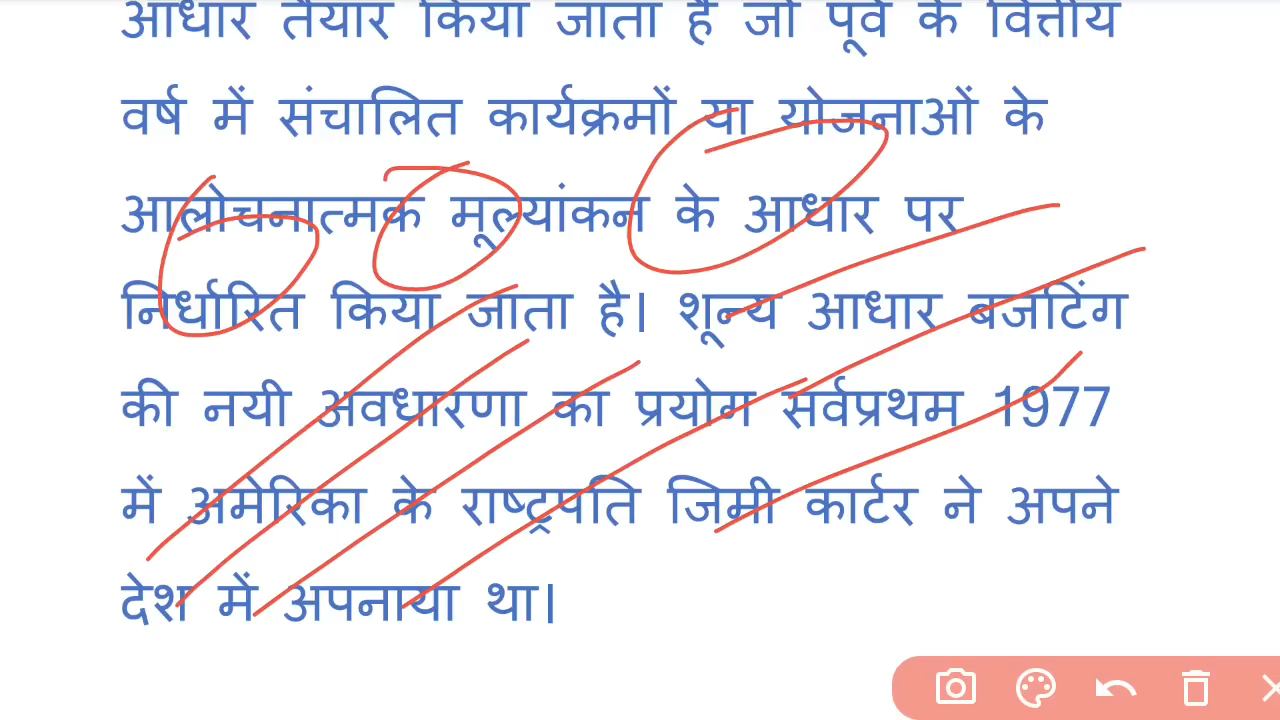 आधार तैयार किया जाता है जो पूर्व के वित्तीय
वर्ष में संचालित कार्यक्रमों या योजनाओं के
आलोचनात्मक मूल्यांकन के आधार पर
निर्धारित किया जाता है। शून्य आधार बजटिंग
की नयी अवधारणा का प्रयोग सर्वप्रथम 1977
में अमेरिका के राष्ट्रपति जिमी कार्टर ने अपने
देश में अपनाया था।